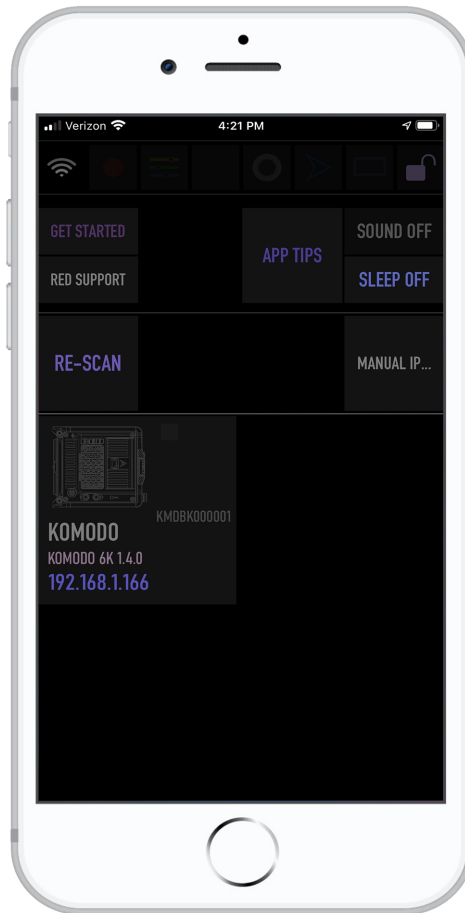 Verizon 4:21 PM
GET STARTED
RED SUPPORT
APP TIPS
SOUND OFF
SLEEP OFF
RE-SCAN
MANUAL IP...
KMDBK000001
KOMODO
KOMODO 6K 1.4.0
192.168.1.166